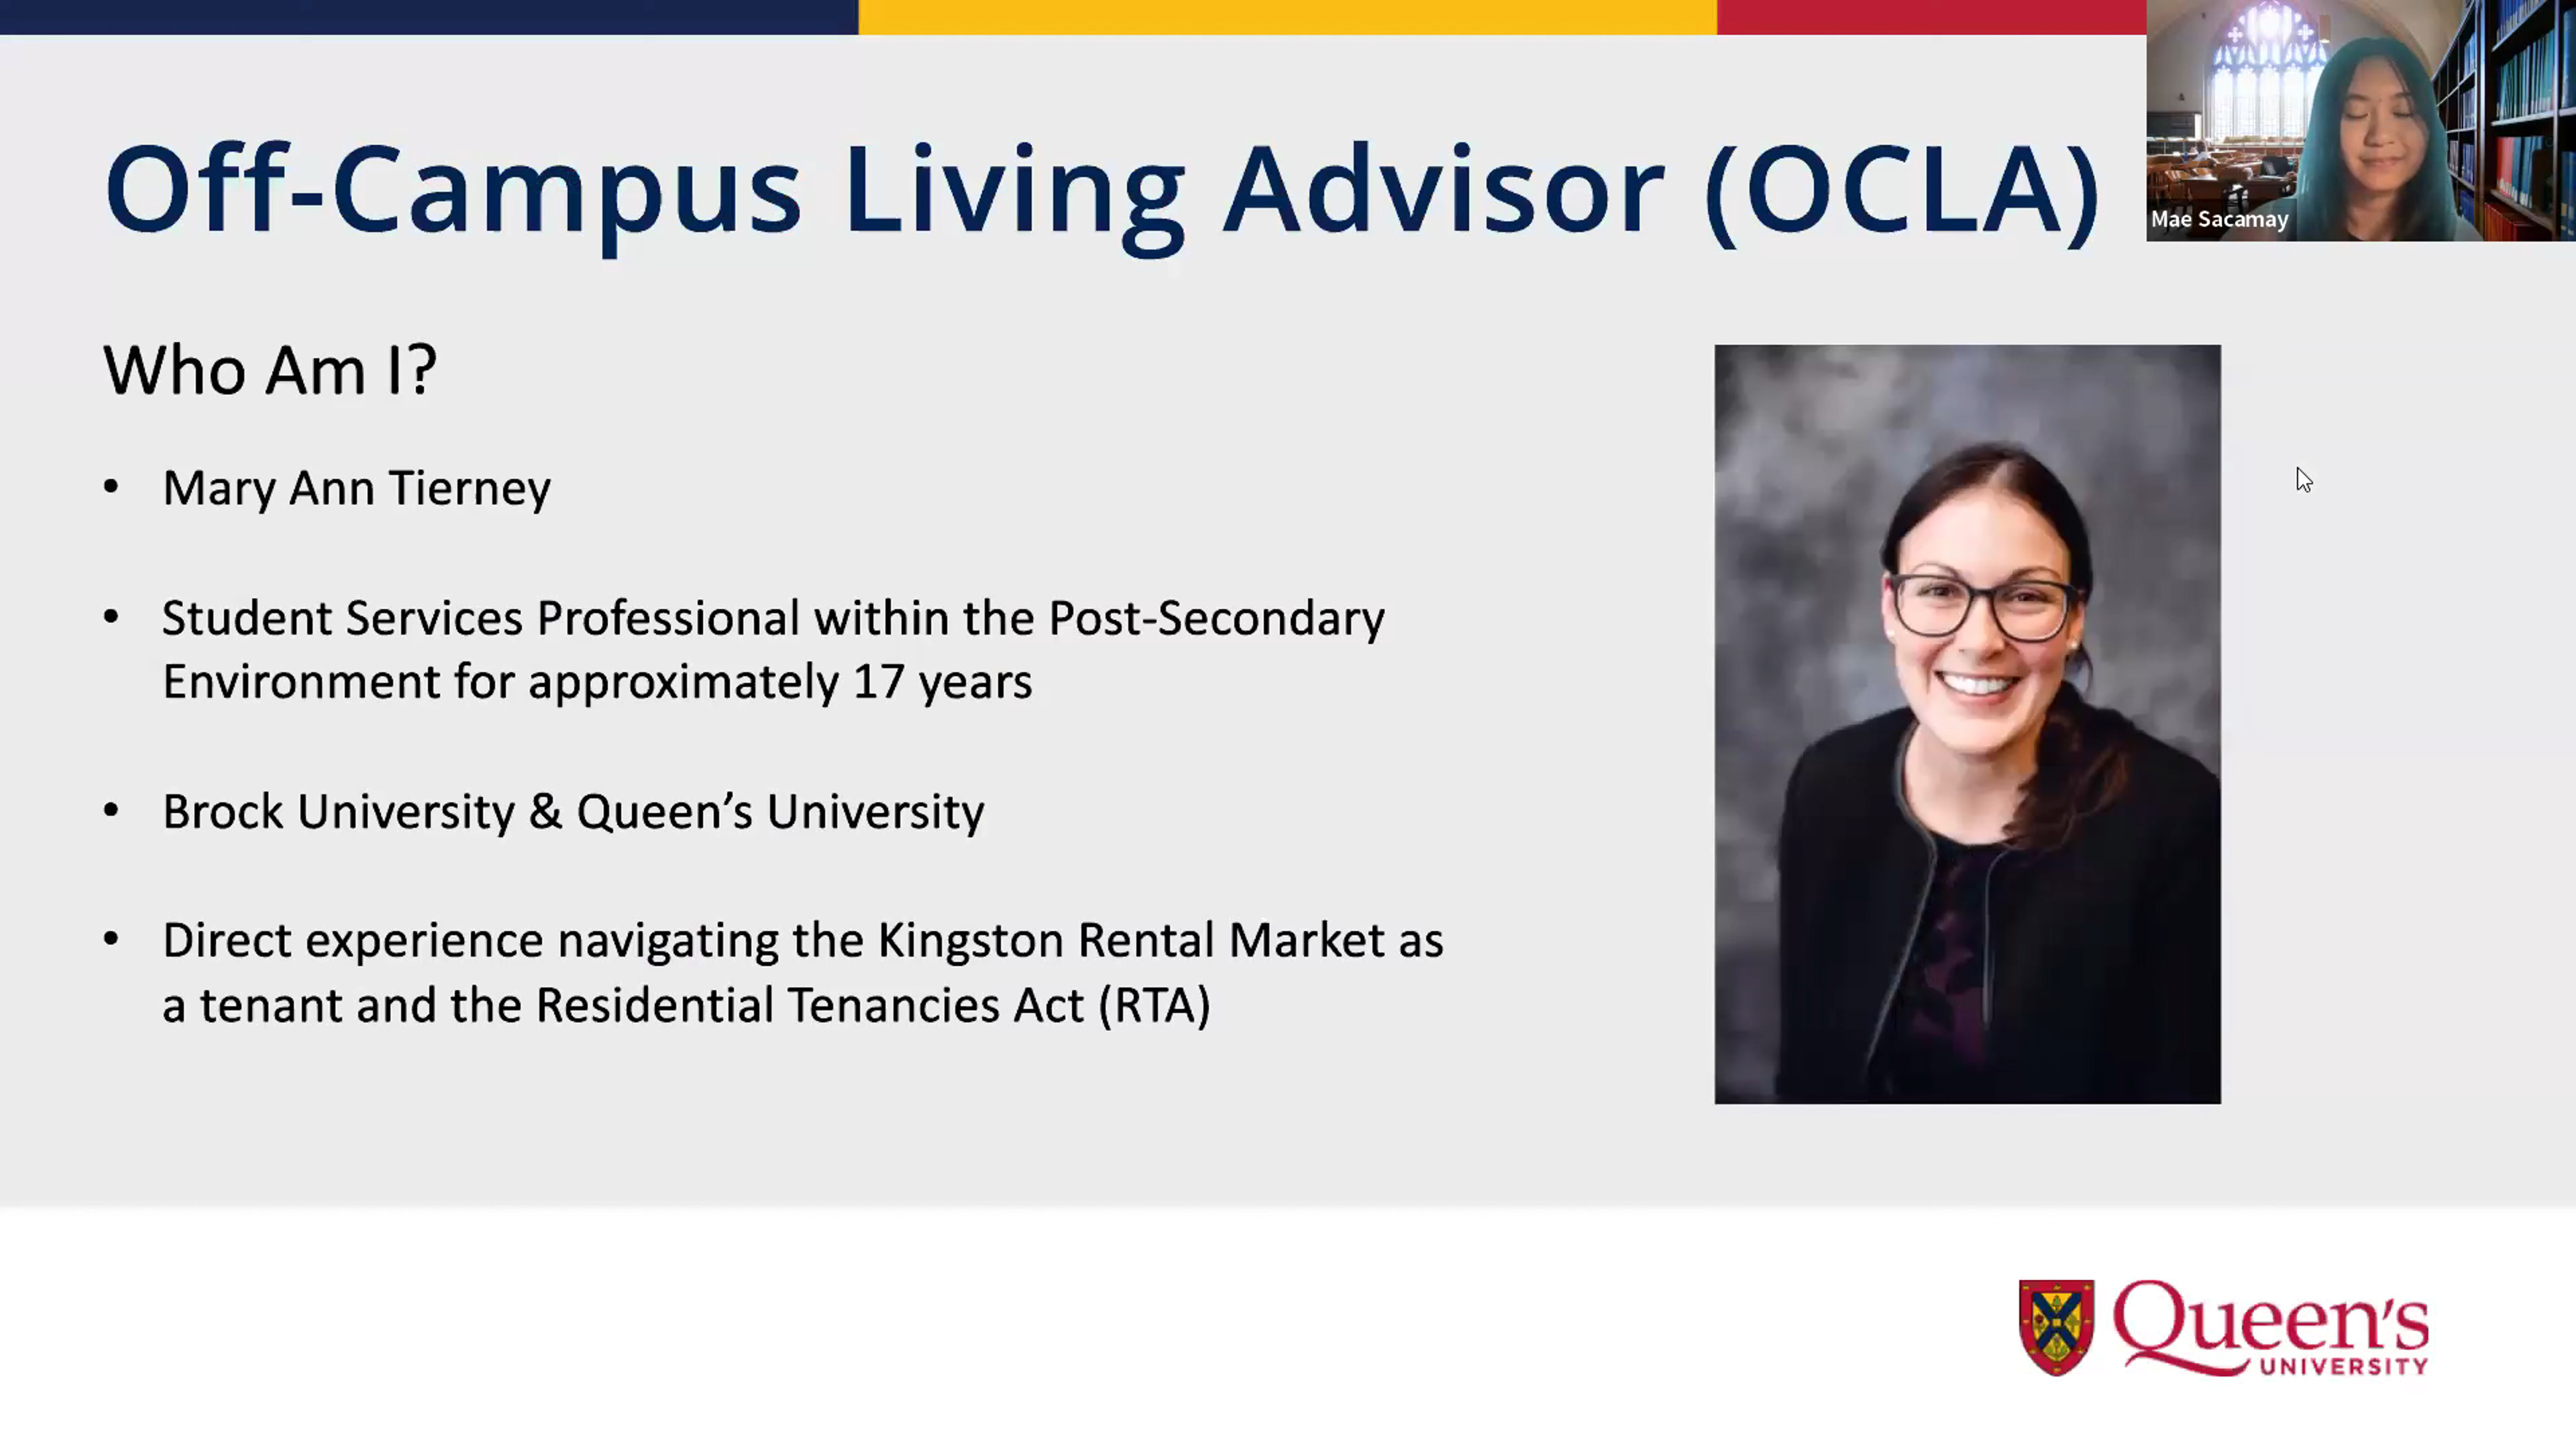 Off-Campus Living Advisor (OCLA)
Mae Sacamay
Who Am I?
• Mary Ann Tierney
• Student Services Professional within the Post-Secondary
Environment for approximately 17 years
• Brock University & Queen’s University
• Direct experience navigating the Kingston Rental Market as
a tenant and the Residential Tenancies Act (RTA)
Queen's
UNIVERSITY